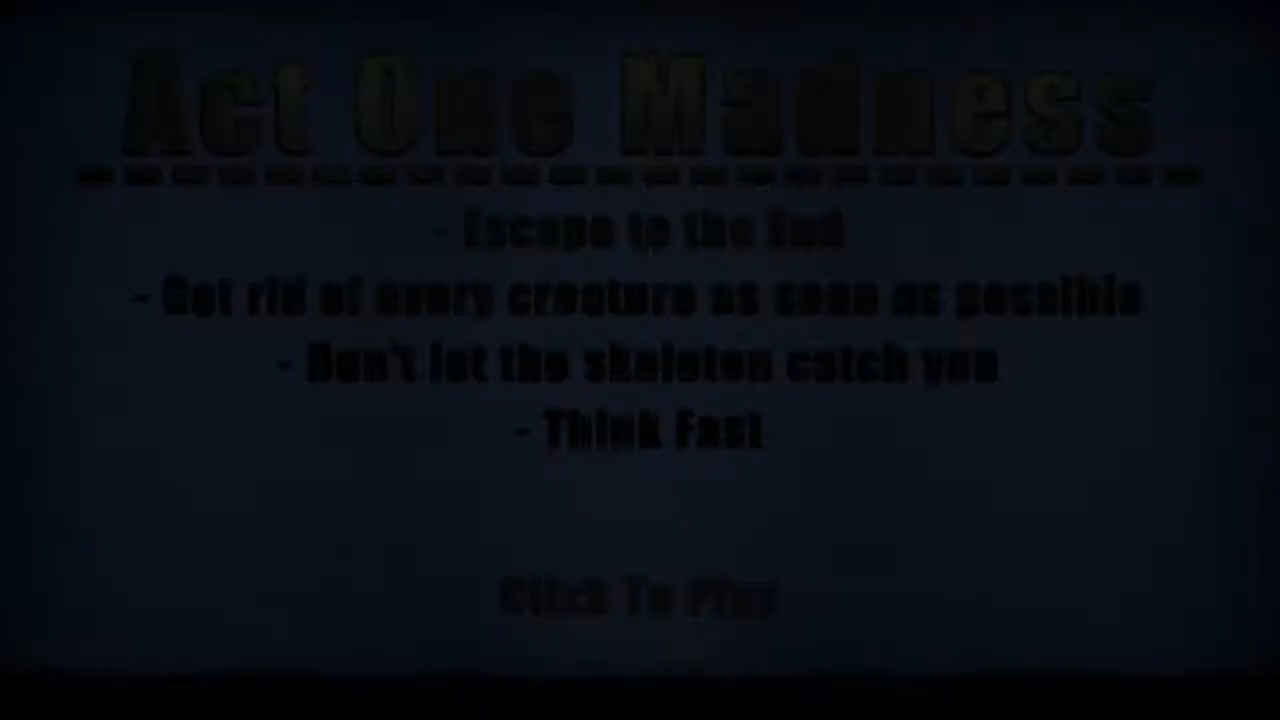 Act One Madness
- Escape to the End
- Get rid of every creature as soon as possible
- Don't let the skeleton catch you
- Think Fast
Click To Play